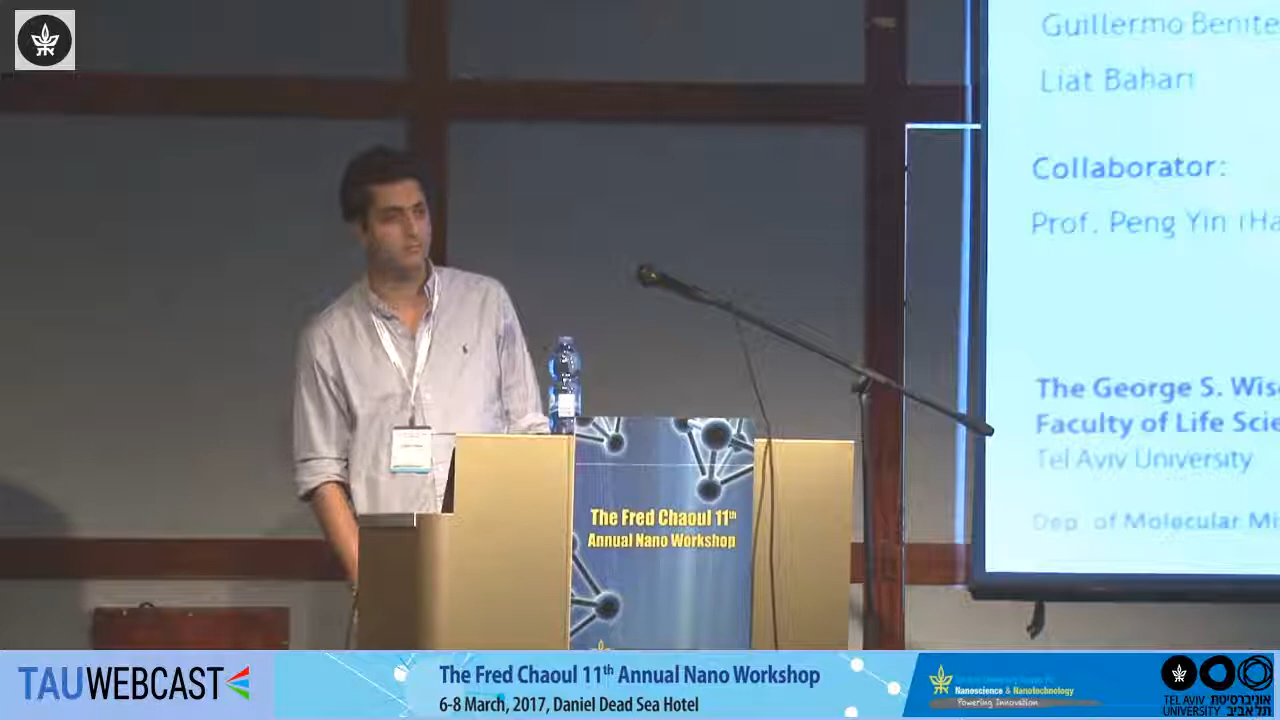 Guillermo Benite
Liat Bahari
Collaborator:
Prof. Peng Yin (Ha
The George S. Wis
Faculty of Life Scie
Tel Aviv University
Dep. of Molecular Mi
The Fred Chaoul 11th
Annual Nano Workshop
TAUWEBCAST
The Fred Chaoul 11th Annual Nano Workshop
6-8 March, 2017, Daniel Dead Sea Hotel
Nanoscience & Nanotechnology
Powering Innovation
TEL AVIV אוניברסיטת
UNIVERSITY תל אביב